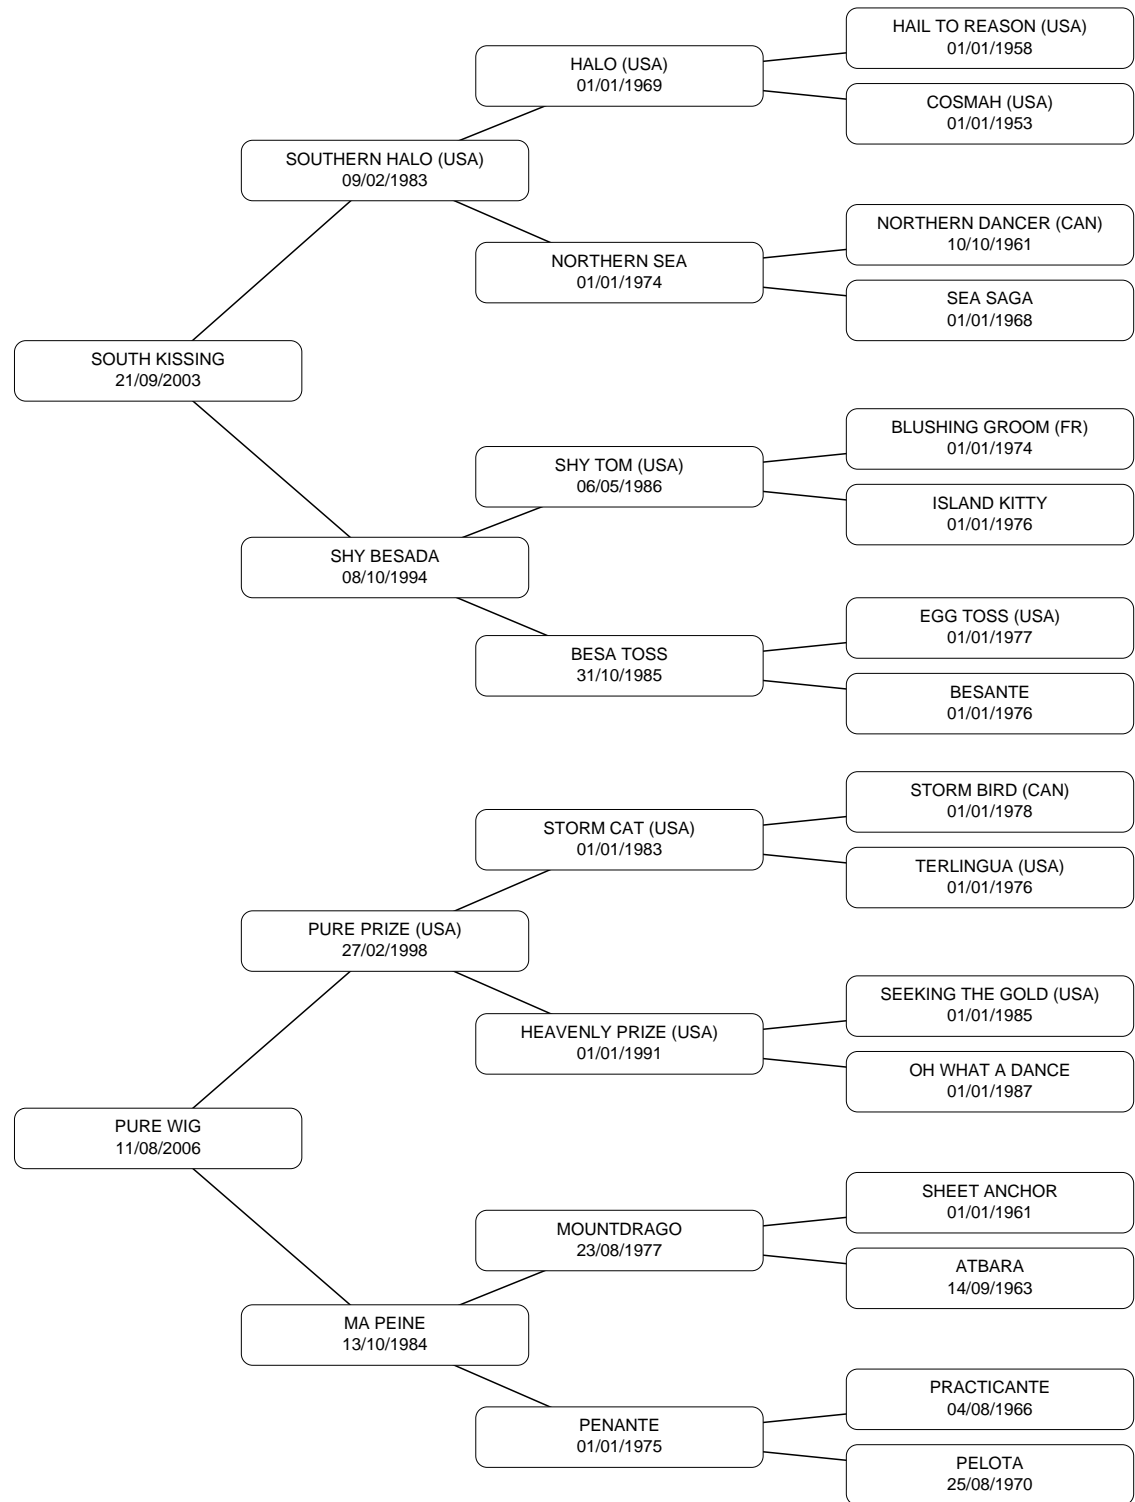 HAIL TO REASON (USA)
01/01/1958
HALO (USA)
01/01/1969
COSMAH (USA)
01/01/1953
SOUTHERN HALO (USA)
09/02/1983
NORTHERN DANCER (CAN)
10/10/1961
NORTHERN SEA
01/01/1974
SEA SAGA
01/01/1968
SOUTH KISSING
21/09/2003
BLUSHING GROOM (FR)
01/01/1974
SHY TOM (USA)
06/05/1986
ISLAND KITTY
01/01/1976
SHY BESADA
08/10/1994
EGG TOSS (USA)
01/01/1977
BESA TOSS
31/10/1985
BESANTE
01/01/1976
STORM BIRD (CAN)
01/01/1978
STORM CAT (USA)
01/01/1983
TERLINGUA (USA)
01/01/1976
PURE PRIZE (USA)
27/02/1998
SEEKING THE GOLD (USA)
01/01/1985
HEAVENLY PRIZE (USA)
01/01/1991
OH WHAT A DANCE
01/01/1987
PURE WIG
11/08/2006
SHEET ANCHOR
01/01/1961
MOUNTDRAGO
23/08/1977
ATBARA
14/09/1963
MA PEINE
13/10/1984
PRACTICANTE
04/08/1966
PENANTE
01/01/1975
PELOTA
25/08/1970